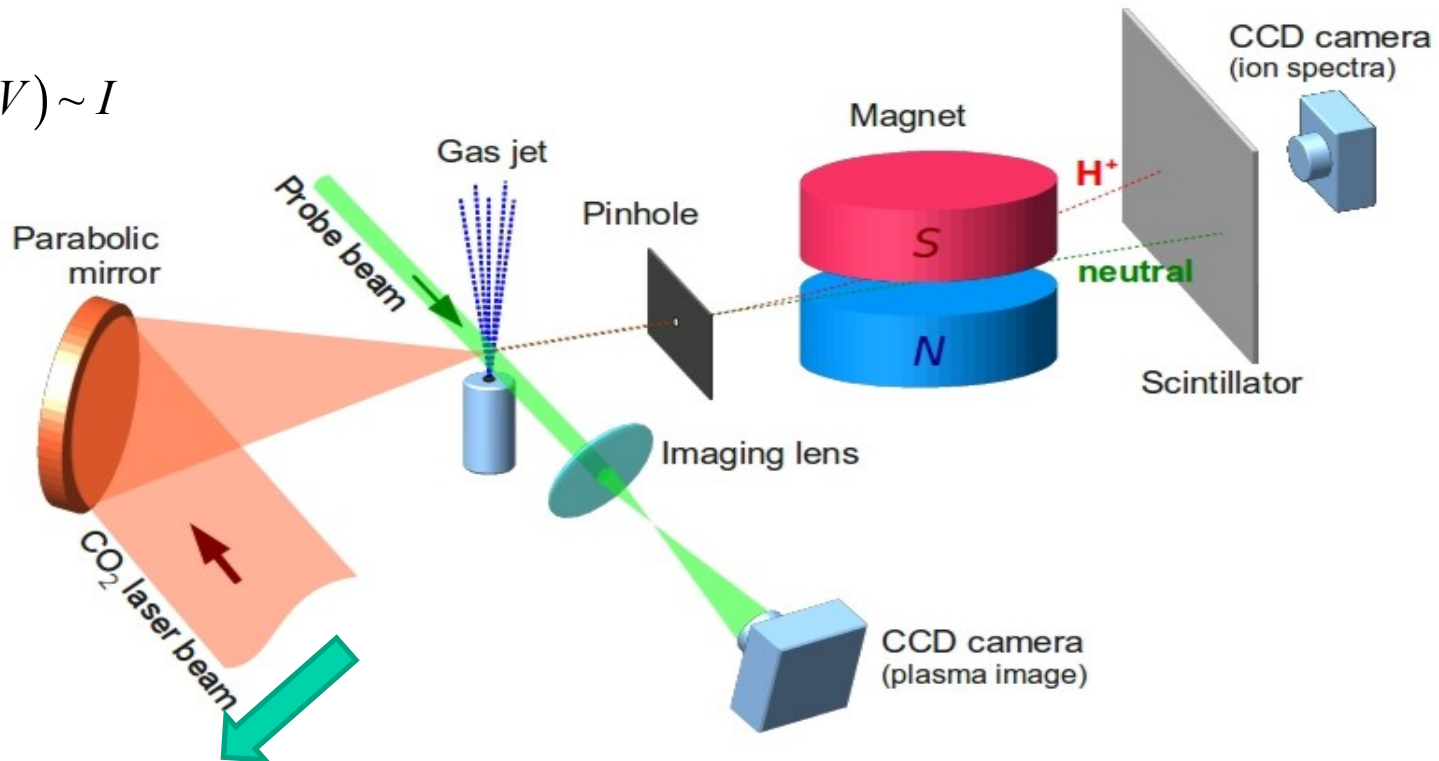 V) ~ I
CCD camera
(ion spectra)
Magnet
Gas jet
H⁺
Probe beam
Pinhole
S
Parabolic
mirror
neutral
N
Scintillator
Imaging lens
CO₂ laser beam
CCD camera
(plasma image)